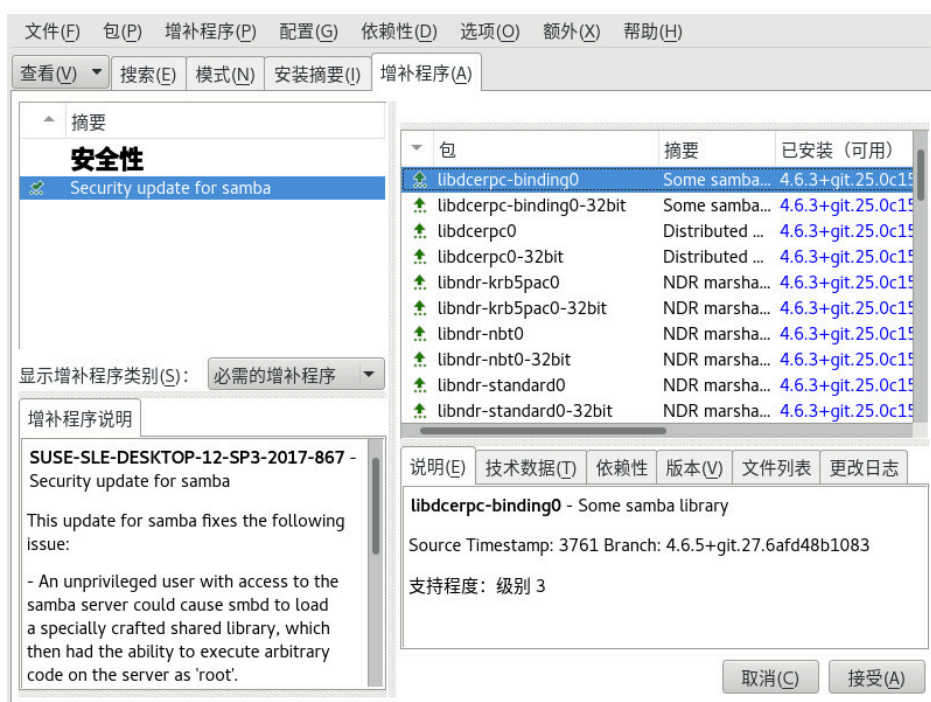 文件(F) 包(P) 增补程序(P) 配置(G) 依赖性(D) 选项(O) 额外(X) 帮助(H)
查看(V) 搜索(E) 模式(N) 安装摘要(I) 增补程序(A)
摘要
安全性
Security update for samba
显示增补程序类别(S): 必需的增补程序
增补程序说明
SUSE-SLE-DESKTOP-12-SP3-2017-867 -
Security update for samba
This update for samba fixes the following
issue:
- An unprivileged user with access to the
samba server could cause smbd to load
a specially crafted shared library, which
then had the ability to execute arbitrary
code on the server as 'root'.
包 摘要 已安装（可用）
libdcerpc-binding0 Some samba... 4.6.3+git.25.0c15
libdcerpc-binding0-32bit Some samba... 4.6.3+git.25.0c15
libdcerpc0 Distributed ... 4.6.3+git.25.0c15
libdcerpc0-32bit Distributed ... 4.6.3+git.25.0c15
libndr-krb5pac0 NDR marsha... 4.6.3+git.25.0c15
libndr-krb5pac0-32bit NDR marsha... 4.6.3+git.25.0c15
libndr-nbt0 NDR marsha... 4.6.3+git.25.0c15
libndr-nbt0-32bit NDR marsha... 4.6.3+git.25.0c15
libndr-standard0 NDR marsha... 4.6.3+git.25.0c15
libndr-standard0-32bit NDR marsha... 4.6.3+git.25.0c15
说明(E) 技术数据(T) 依赖性 版本(V) 文件列表 更改日志
libdcerpc-binding0 - Some samba library
Source Timestamp: 3761 Branch: 4.6.5+git.27.6afd48b1083
支持程度：级别 3
取消(C) 接受(A)